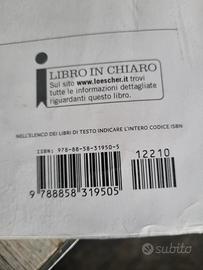 LIBRO IN CHIARO
Sul sito www.loescher.it trovi
tutte le informazioni dettagliate
riguardanti questo libro.
NELL'ELENCO DEI LIBRI DI TESTO INDICARE L'INTERO CODICE ISBN
ISBN: 978-88-58-31950-5
12210
9 788858 319505
subito